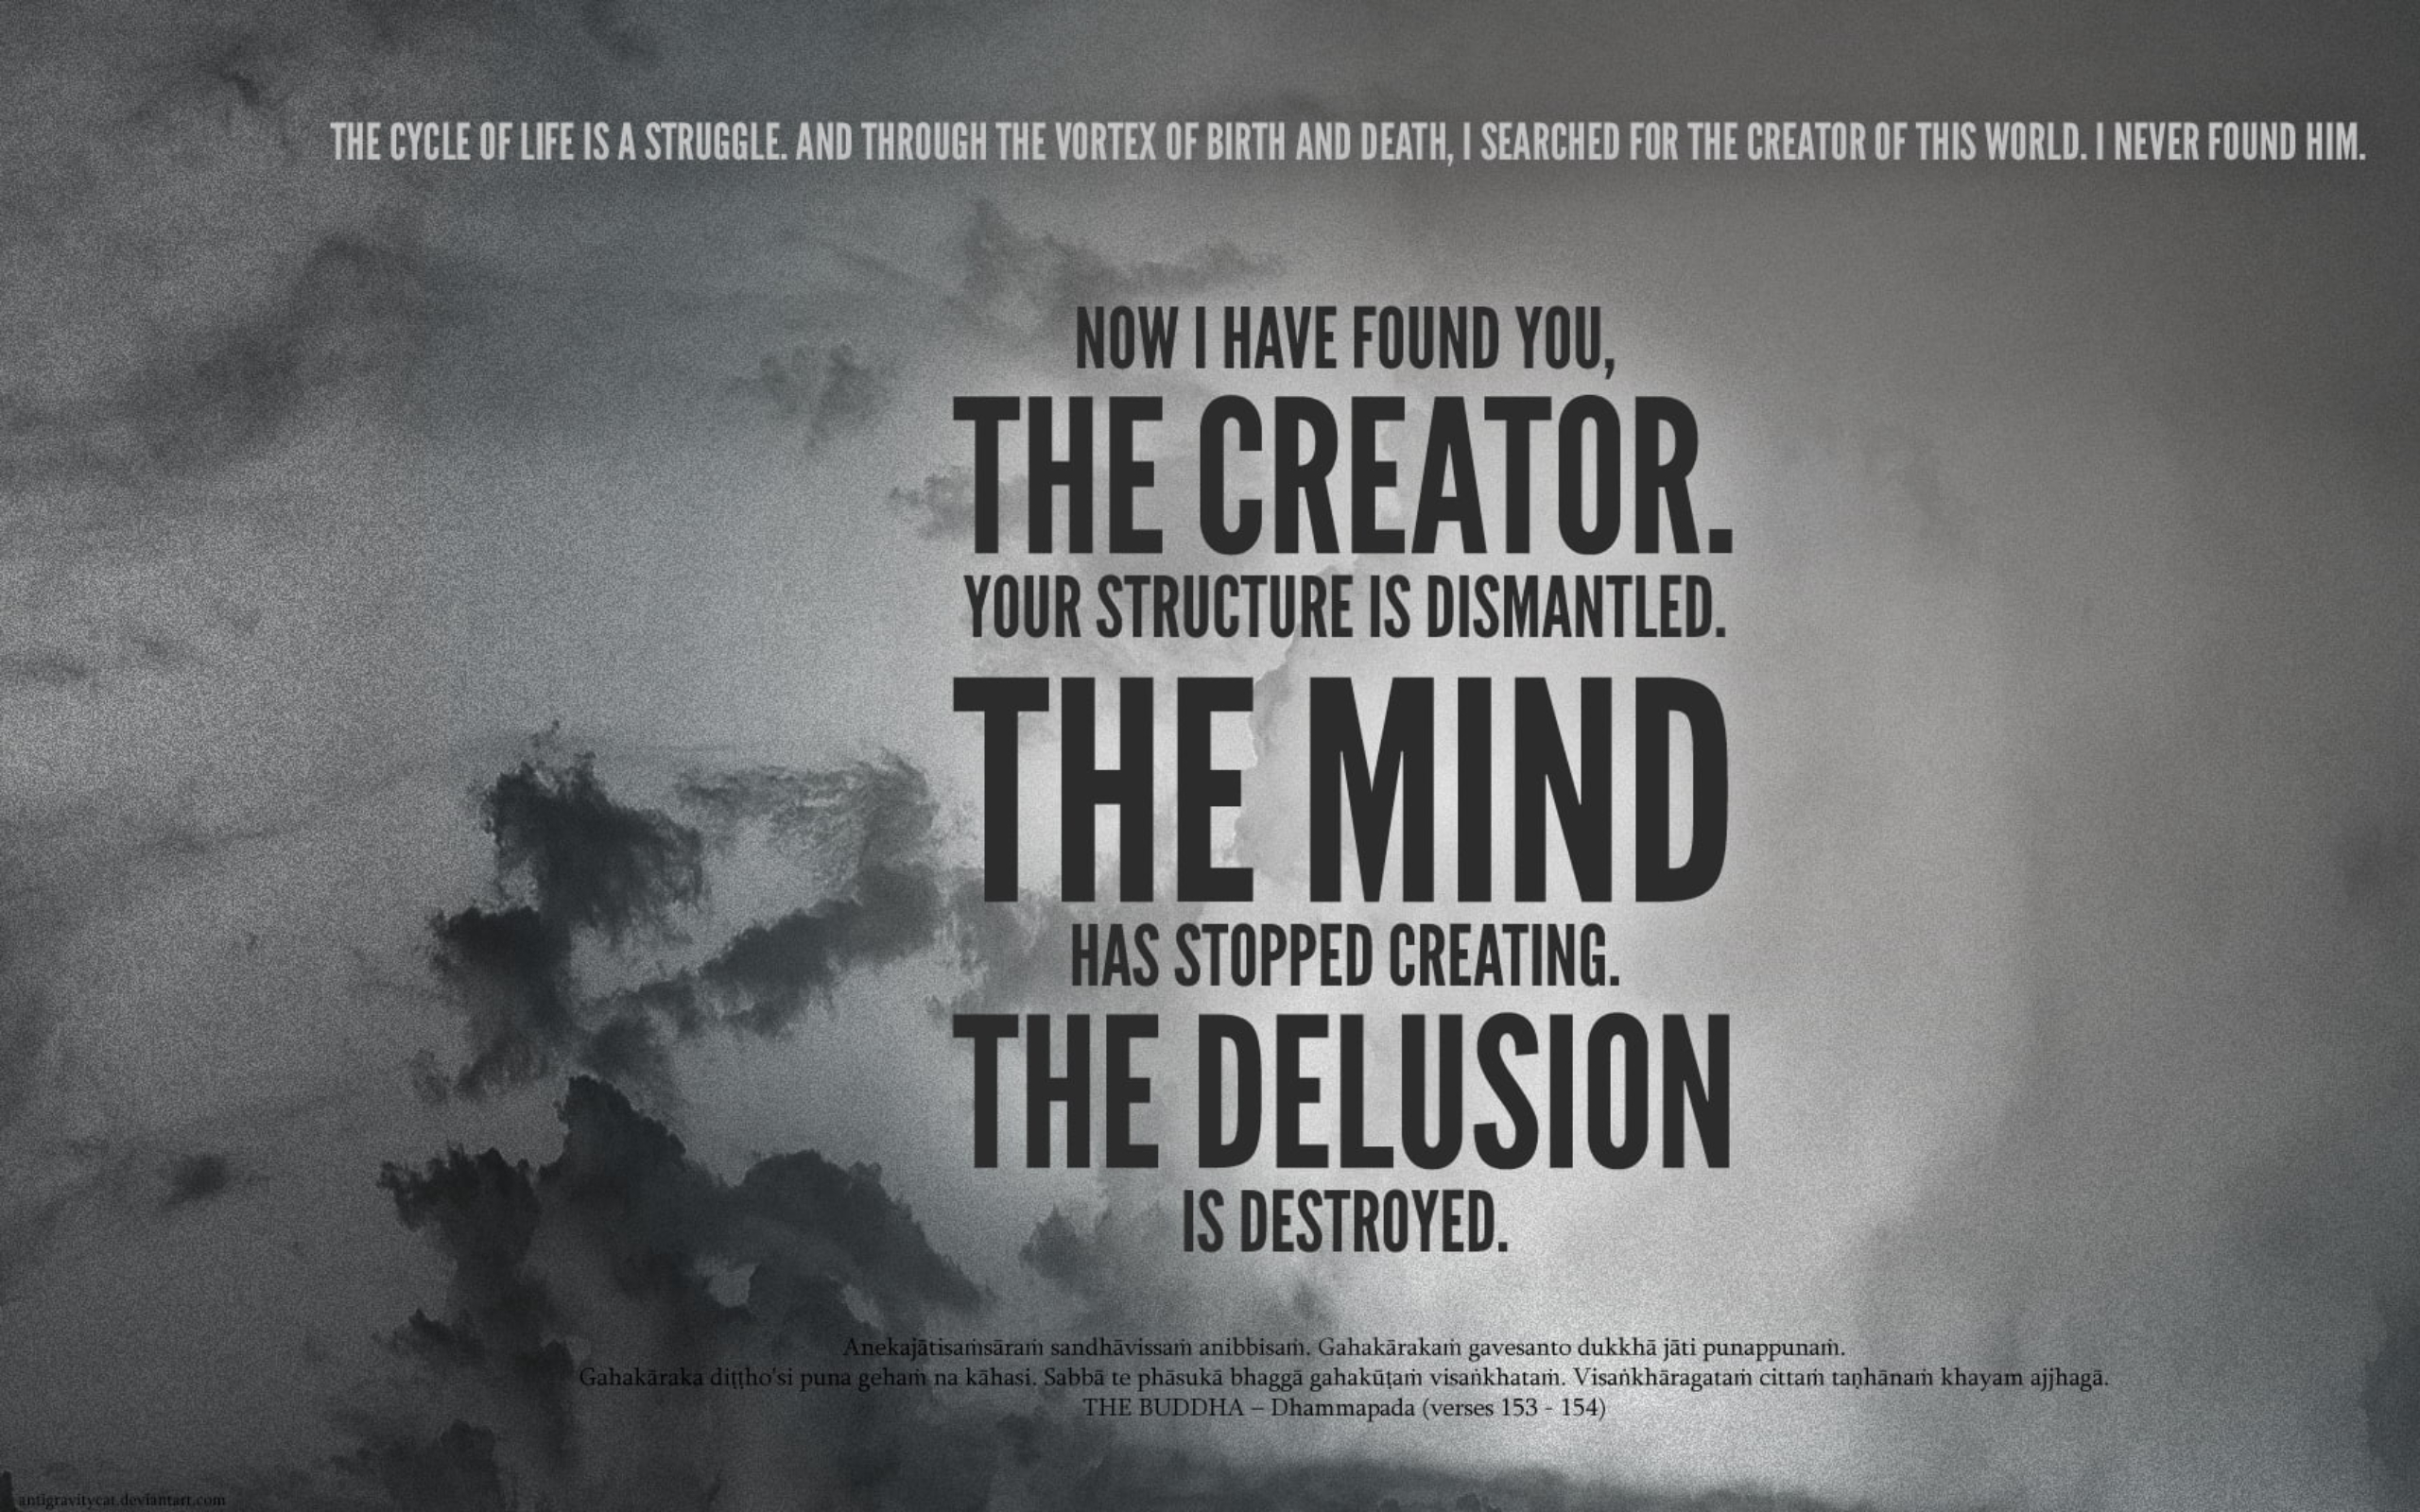 THE CYCLE OF LIFE IS A STRUGGLE. AND THROUGH THE VORTEX OF BIRTH AND DEATH, I SEARCHED FOR THE CREATOR OF THIS WORLD. I NEVER FOUND HIM.
NOW I HAVE FOUND YOU,
THE CREATOR.
YOUR STRUCTURE IS DISMANTLED.
THE MIND
HAS STOPPED CREATING.
THE DELUSION
IS DESTROYED.
Anekajātisaṁsāraṁ sandhāvissaṁ anibbisaṁ. Gahakārakaṁ gavesanto dukkhā jāti punappunaṁ.
Gahakāraka diṭṭho'si puna gehaṁ na kāhasi. Sabbā te phāsukā bhaggā gahakūṭaṁ visaṅkhataṁ. Visaṅkhāragataṁ cittaṁ taṇhānaṁ khayam ajjhagā.
THE BUDDHA – Dhammapada (verses 153 - 154)
antigravitycat.deviantart.com